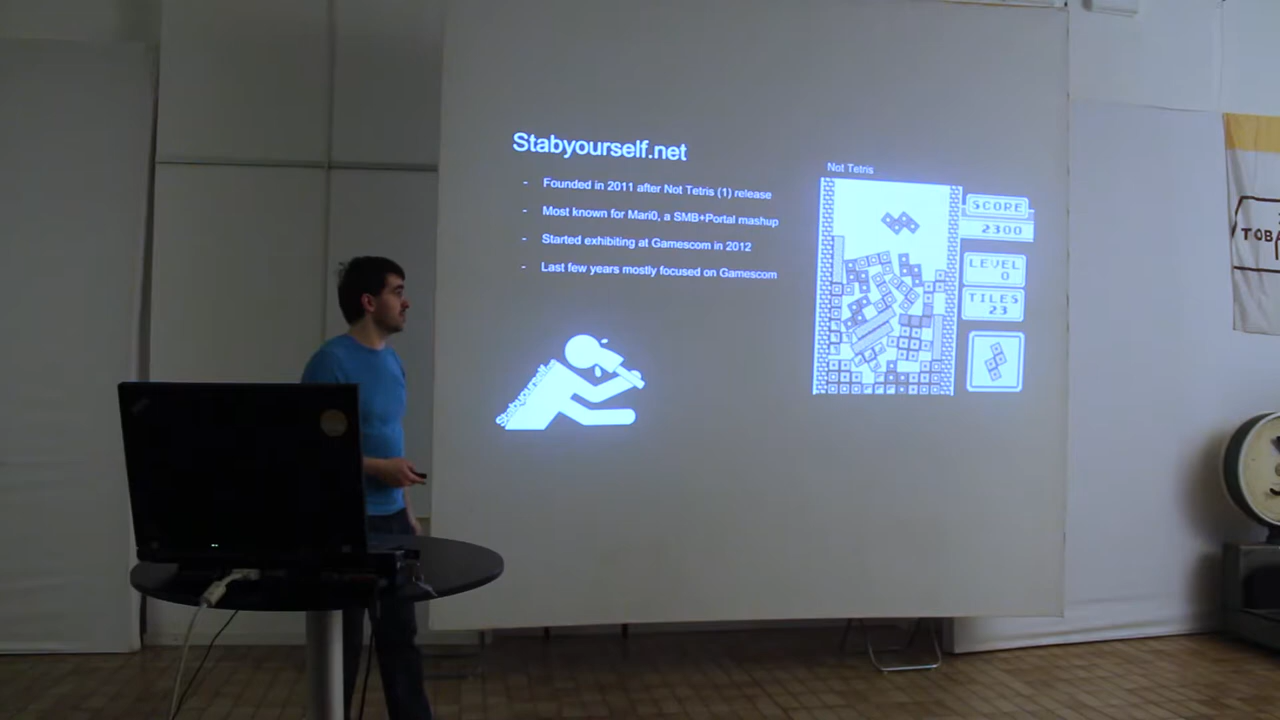 Stabyourself.net
- Founded in 2011 after Not Tetris (1) release
- Most known for Mari0, a SMB+Portal mashup
- Started exhibiting at Gamescom in 2012
- Last few years mostly focused on Gamescom
Stabyourself
Not Tetris
SCORE
2300
LEVEL
0
TILES
23